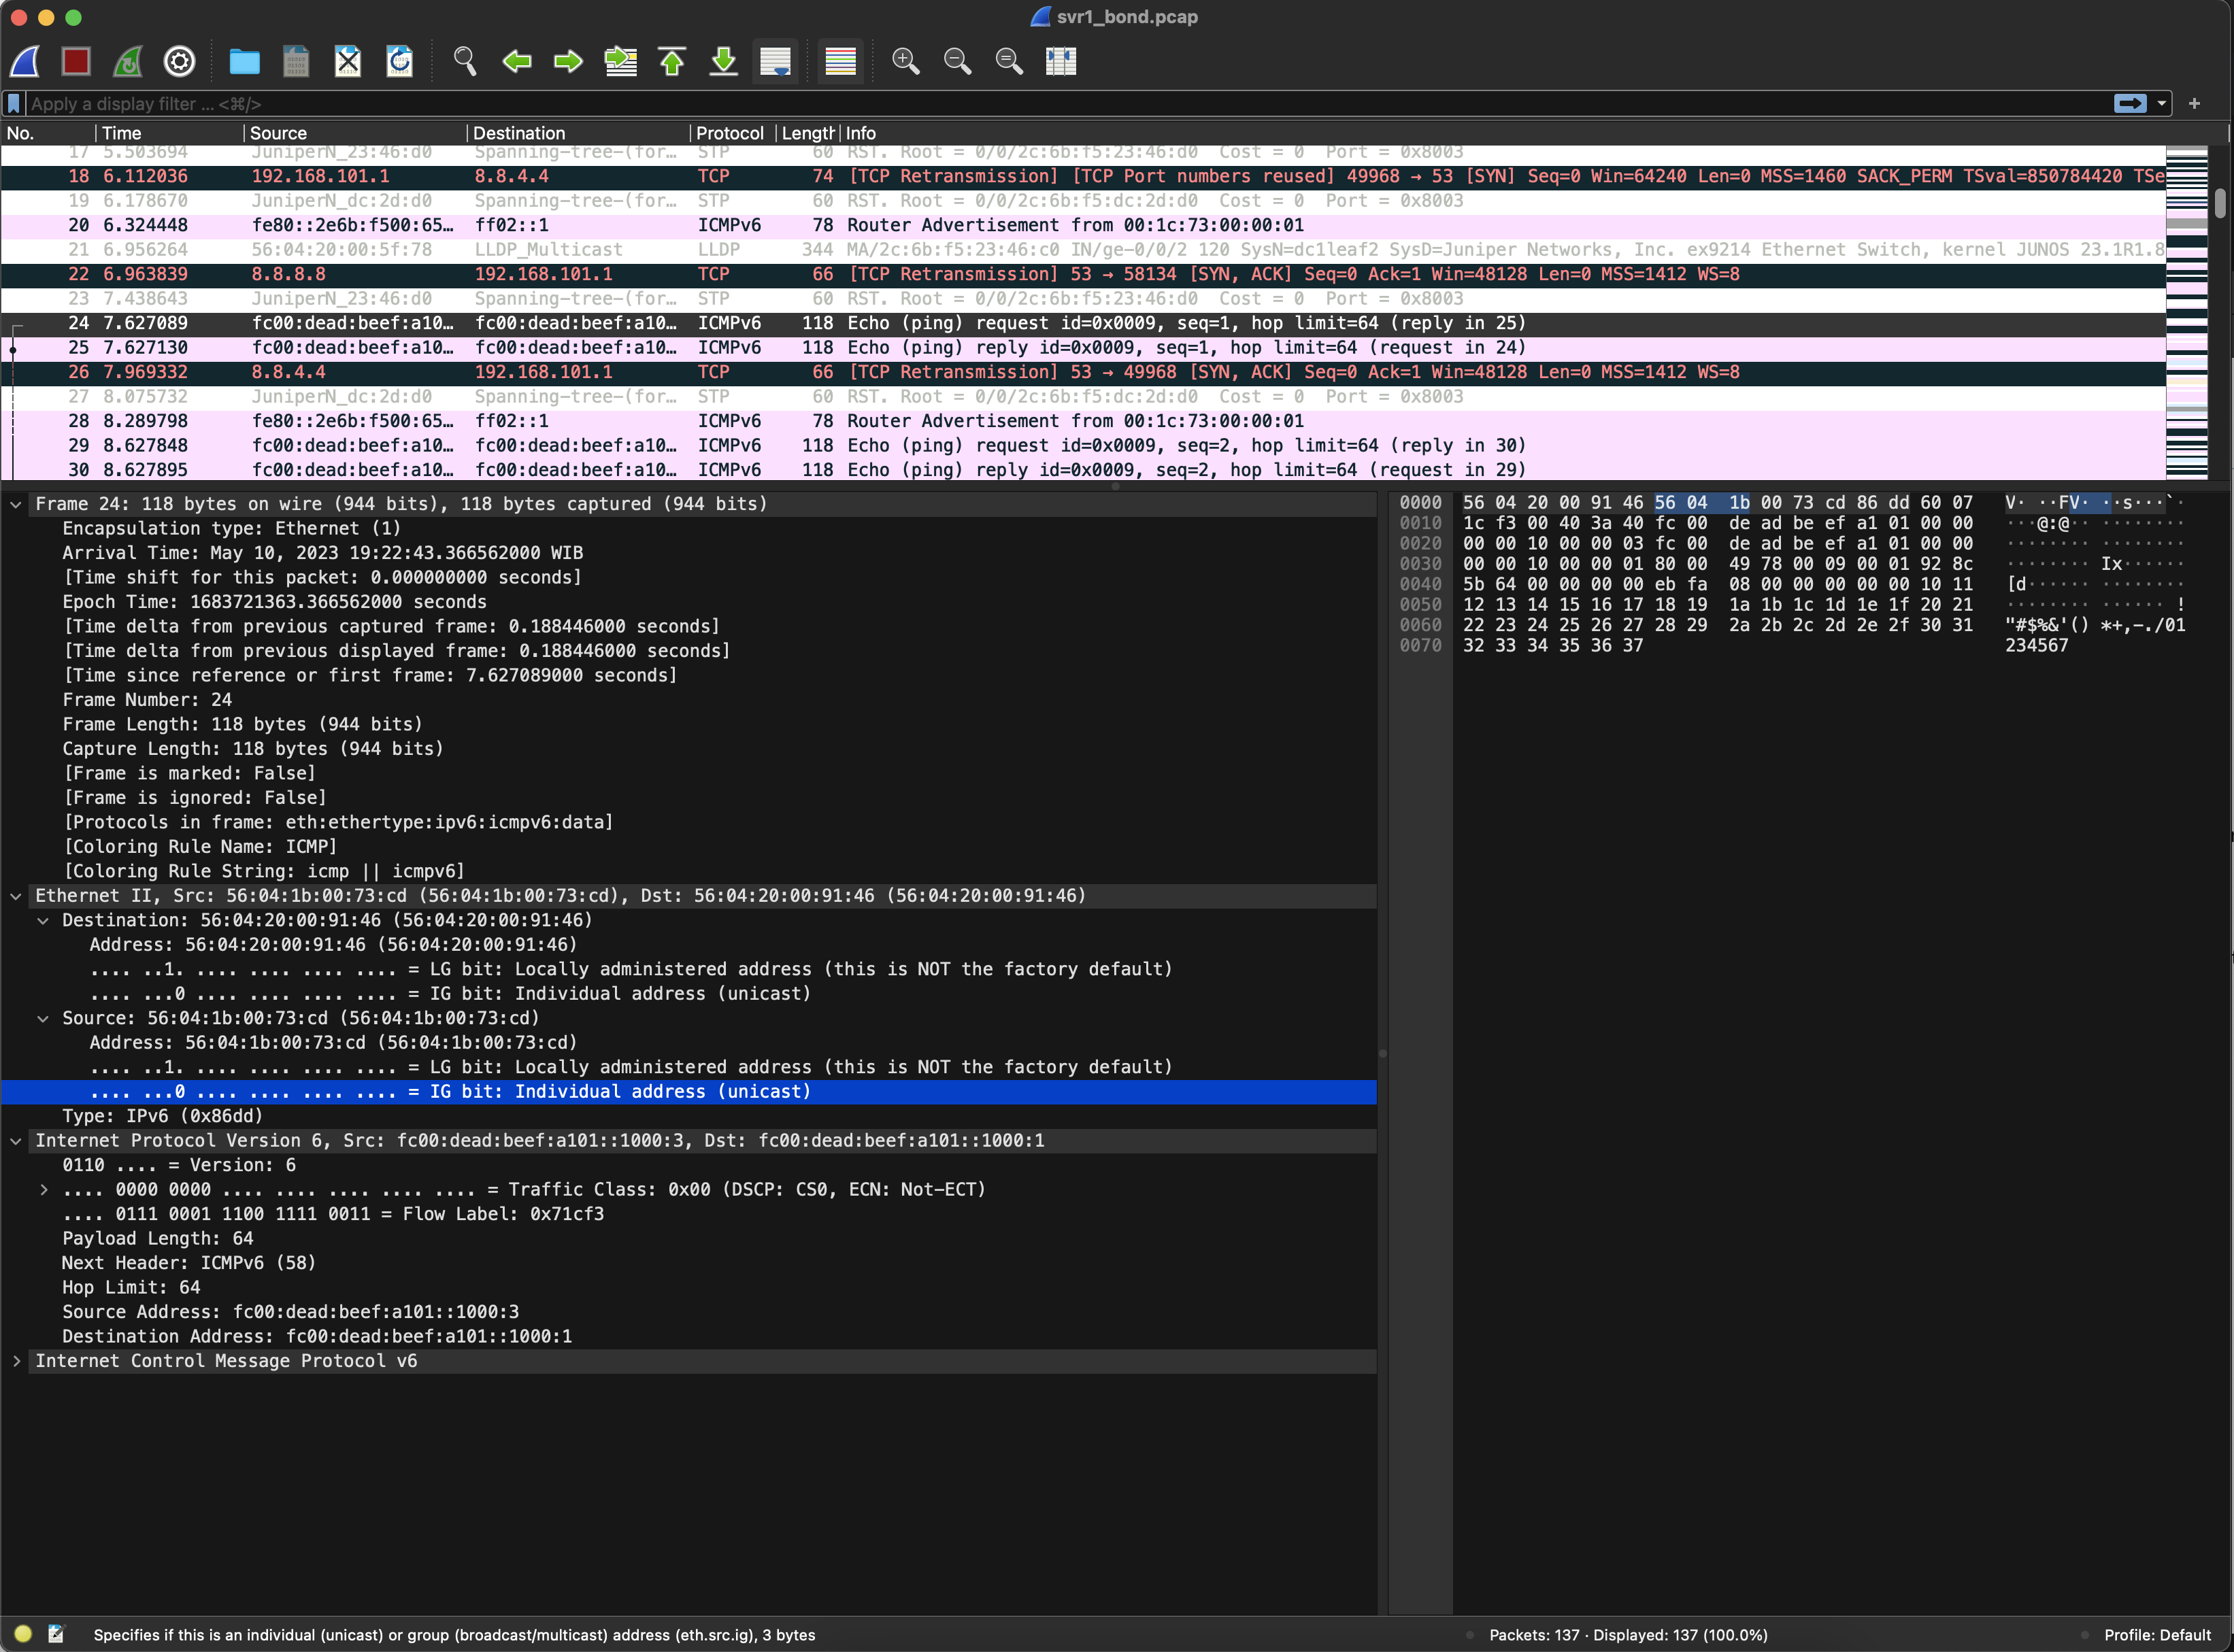 svr1_bond.pcap
Apply a display filter ... <⌘/>
No. Time Source Destination Protocol Length Info
17 5.503694 JuniperN_23:46:d0 Spanning-tree-(for… STP 60 RST. Root = 0/0/2c:6b:f5:23:46:d0 Cost = 0 Port = 0x8003
18 6.112036 192.168.101.1 8.8.4.4 TCP 74 [TCP Retransmission] [TCP Port numbers reused] 49968 → 53 [SYN] Seq=0 Win=64240 Len=0 MSS=1460 SACK_PERM TSval=850784420 TSe
19 6.178670 JuniperN_dc:2d:d0 Spanning-tree-(for… STP 60 RST. Root = 0/0/2c:6b:f5:dc:2d:d0 Cost = 0 Port = 0x8003
20 6.324448 fe80::2e6b:f500:65… ff02::1 ICMPv6 78 Router Advertisement from 00:1c:73:00:00:01
21 6.956264 56:04:20:00:5f:78 LLDP_Multicast LLDP 344 MA/2c:6b:f5:23:46:c0 IN/ge-0/0/2 120 SysN=dc1leaf2 SysD=Juniper Networks, Inc. ex9214 Ethernet Switch, kernel JUNOS 23.1R1.8
22 6.963839 8.8.8.8 192.168.101.1 TCP 66 [TCP Retransmission] 53 → 58134 [SYN, ACK] Seq=0 Ack=1 Win=48128 Len=0 MSS=1412 WS=8
23 7.438643 JuniperN_23:46:d0 Spanning-tree-(for… STP 60 RST. Root = 0/0/2c:6b:f5:23:46:d0 Cost = 0 Port = 0x8003
24 7.627089 fc00:dead:beef:a10… fc00:dead:beef:a10… ICMPv6 118 Echo (ping) request id=0x0009, seq=1, hop limit=64 (reply in 25)
25 7.627130 fc00:dead:beef:a10… fc00:dead:beef:a10… ICMPv6 118 Echo (ping) reply id=0x0009, seq=1, hop limit=64 (request in 24)
26 7.969332 8.8.4.4 192.168.101.1 TCP 66 [TCP Retransmission] 53 → 49968 [SYN, ACK] Seq=0 Ack=1 Win=48128 Len=0 MSS=1412 WS=8
27 8.075732 JuniperN_dc:2d:d0 Spanning-tree-(for… STP 60 RST. Root = 0/0/2c:6b:f5:dc:2d:d0 Cost = 0 Port = 0x8003
28 8.289798 fe80::2e6b:f500:65… ff02::1 ICMPv6 78 Router Advertisement from 00:1c:73:00:00:01
29 8.627848 fc00:dead:beef:a10… fc00:dead:beef:a10… ICMPv6 118 Echo (ping) request id=0x0009, seq=2, hop limit=64 (reply in 30)
30 8.627895 fc00:dead:beef:a10… fc00:dead:beef:a10… ICMPv6 118 Echo (ping) reply id=0x0009, seq=2, hop limit=64 (request in 29)
Frame 24: 118 bytes on wire (944 bits), 118 bytes captured (944 bits)
Encapsulation type: Ethernet (1)
Arrival Time: May 10, 2023 19:22:43.366562000 WIB
[Time shift for this packet: 0.000000000 seconds]
Epoch Time: 1683721363.366562000 seconds
[Time delta from previous captured frame: 0.188446000 seconds]
[Time delta from previous displayed frame: 0.188446000 seconds]
[Time since reference or first frame: 7.627089000 seconds]
Frame Number: 24
Frame Length: 118 bytes (944 bits)
Capture Length: 118 bytes (944 bits)
[Frame is marked: False]
[Frame is ignored: False]
[Protocols in frame: eth:ethertype:ipv6:icmpv6:data]
[Coloring Rule Name: ICMP]
[Coloring Rule String: icmp || icmpv6]
Ethernet II, Src: 56:04:1b:00:73:cd (56:04:1b:00:73:cd), Dst: 56:04:20:00:91:46 (56:04:20:00:91:46)
Destination: 56:04:20:00:91:46 (56:04:20:00:91:46)
Address: 56:04:20:00:91:46 (56:04:20:00:91:46)
.... ..1. .... .... .... .... = LG bit: Locally administered address (this is NOT the factory default)
.... ...0 .... .... .... .... = IG bit: Individual address (unicast)
Source: 56:04:1b:00:73:cd (56:04:1b:00:73:cd)
Address: 56:04:1b:00:73:cd (56:04:1b:00:73:cd)
.... ..1. .... .... .... .... = LG bit: Locally administered address (this is NOT the factory default)
.... ...0 .... .... .... .... = IG bit: Individual address (unicast)
Type: IPv6 (0x86dd)
Internet Protocol Version 6, Src: fc00:dead:beef:a101::1000:3, Dst: fc00:dead:beef:a101::1000:1
0110 .... = Version: 6
.... 0000 0000 .... .... .... .... .... = Traffic Class: 0x00 (DSCP: CS0, ECN: Not-ECT)
.... 0111 0001 1100 1111 0011 = Flow Label: 0x71cf3
Payload Length: 64
Next Header: ICMPv6 (58)
Hop Limit: 64
Source Address: fc00:dead:beef:a101::1000:3
Destination Address: fc00:dead:beef:a101::1000:1
Internet Control Message Protocol v6
0000 56 04 20 00 91 46 56 04 1b 00 73 cd 86 dd 60 07 V· ··FV· ··s···`·
0010 1c f3 00 40 3a 40 fc 00 de ad be ef a1 01 00 00 ···@:@·· ········
0020 00 00 10 00 00 03 fc 00 de ad be ef a1 01 00 00 ········ ········
0030 00 00 10 00 00 01 80 00 49 78 00 09 00 01 92 8c ········ Ix······
0040 5b 64 00 00 00 00 eb fa 08 00 00 00 00 00 10 11 [d······ ········
0050 12 13 14 15 16 17 18 19 1a 1b 1c 1d 1e 1f 20 21 ········ ······ !
0060 22 23 24 25 26 27 28 29 2a 2b 2c 2d 2e 2f 30 31 "#$%&'() *+,-./01
0070 32 33 34 35 36 37 234567
Specifies if this is an individual (unicast) or group (broadcast/multicast) address (eth.src.ig), 3 bytes
Packets: 137 · Displayed: 137 (100.0%)
Profile: Default